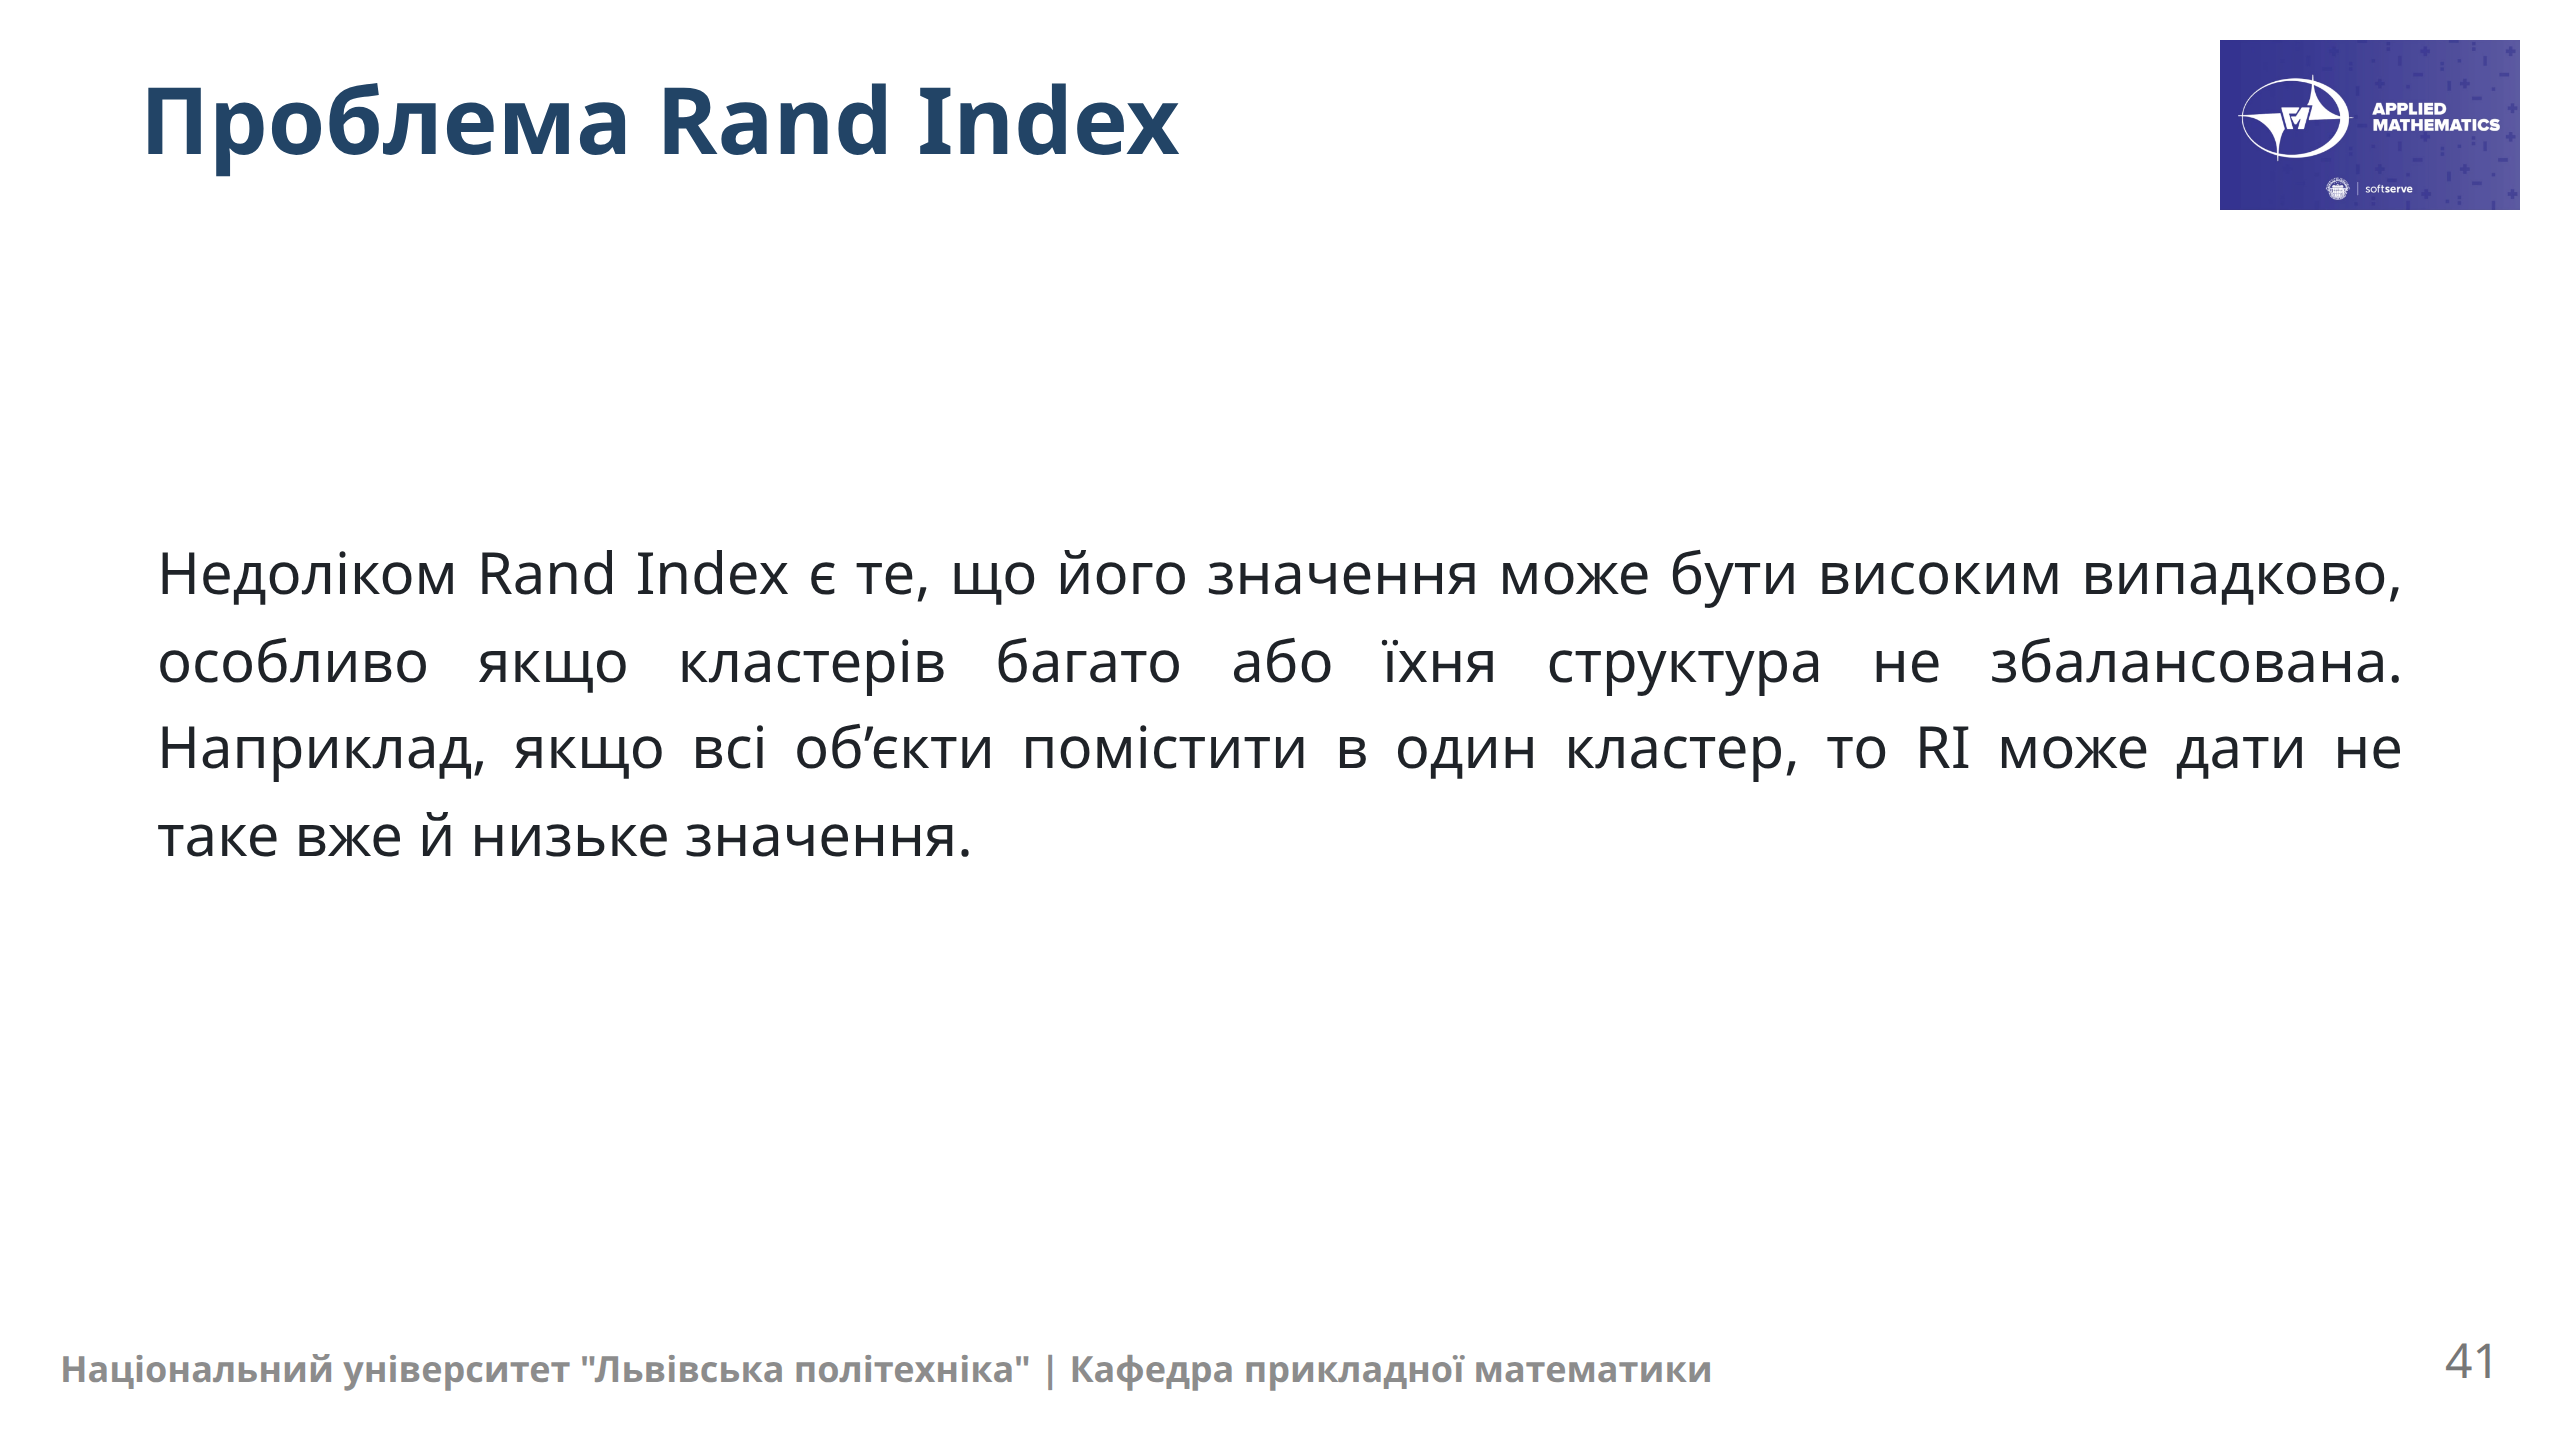 Проблема Rand Index
APPLIED
MATHEMATICS
softserve
Недоліком Rand Index є те, що його значення може бути високим випадково,
особливо якщо кластерів багато або їхня структура не збалансована.
Наприклад, якщо всі об’єкти помістити в один кластер, то RI може дати не
таке вже й низьке значення.
Національний університет "Львівська політехніка" | Кафедра прикладної математики
41